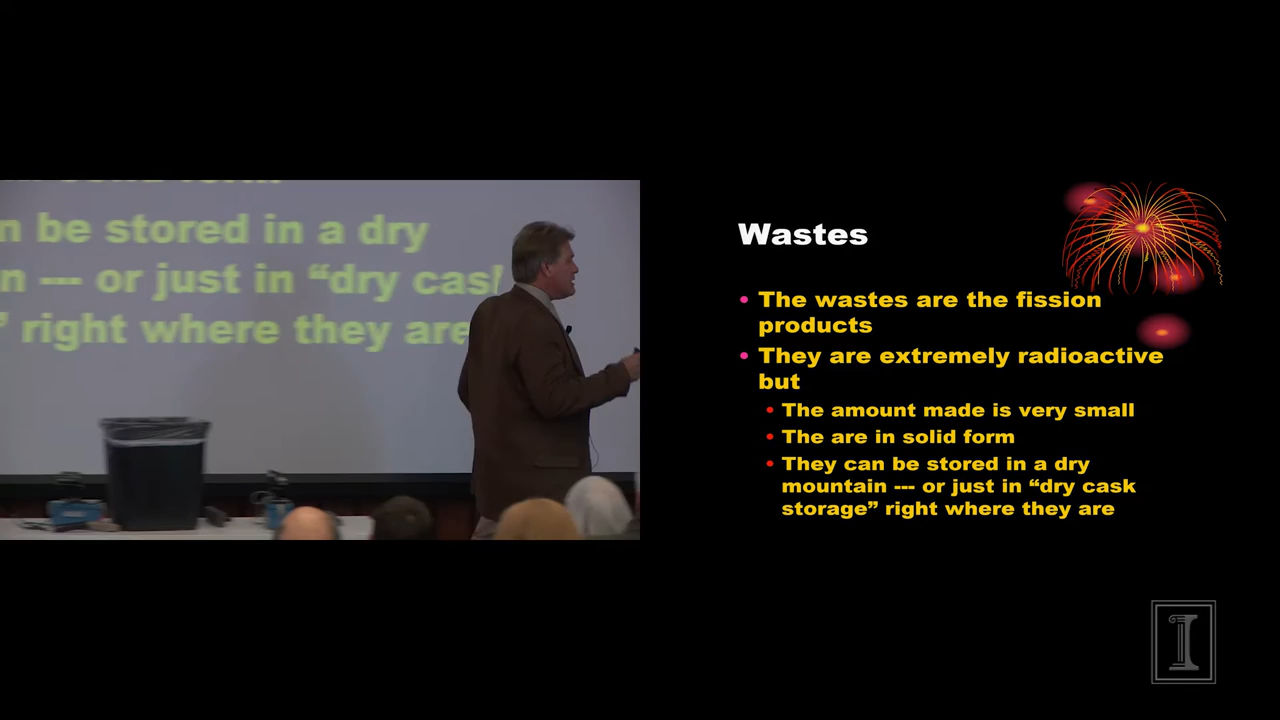 n be stored in a dry
n --- or just in “dry cas
” right where they are
Wastes
• The wastes are the fission
products
• They are extremely radioactive
but
• The amount made is very small
• The are in solid form
• They can be stored in a dry
mountain --- or just in “dry cask
storage” right where they are
I